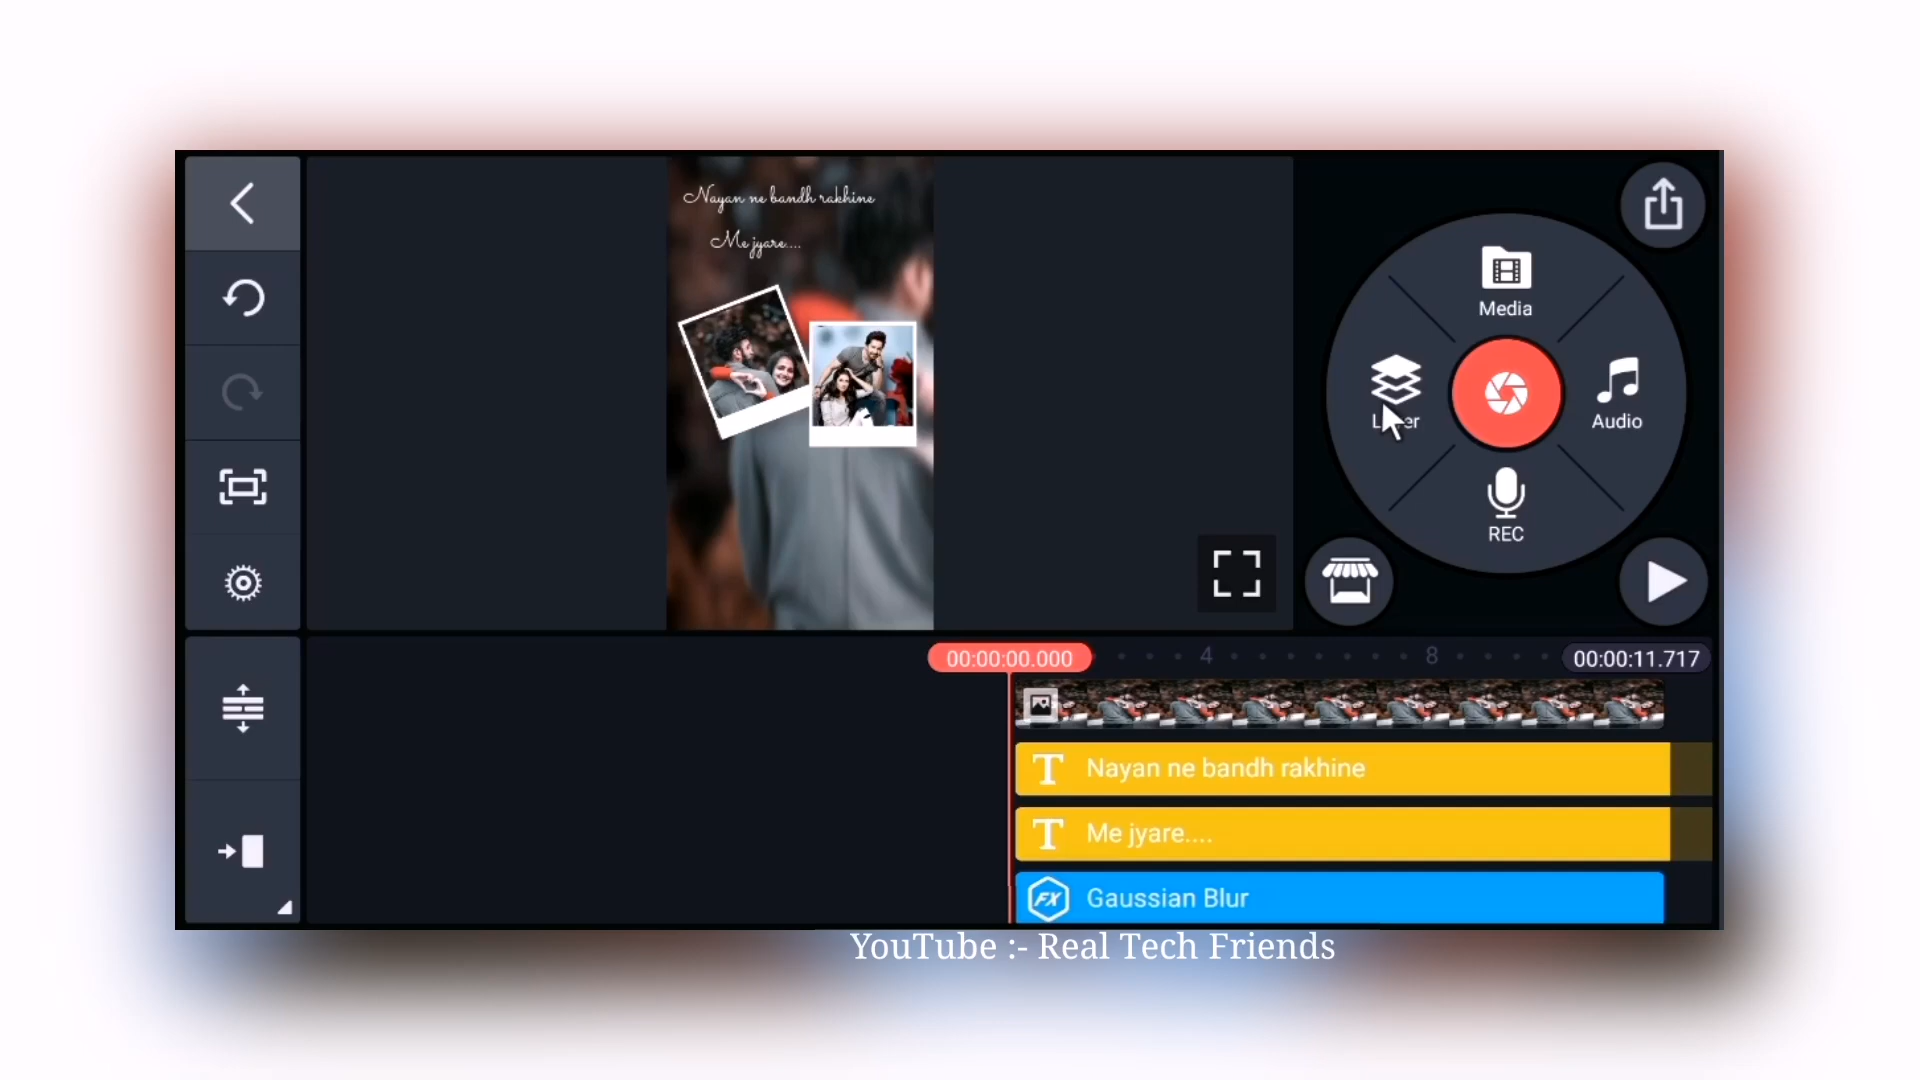 Nayan ne bandh rakhine
Me jyare....
Media
Layer
Audio
REC
00:00:00.000
4
8
00:00:11.717
T Nayan ne bandh rakhine
T Me jyare....
FX Gaussian Blur
YouTube :- Real Tech Friends